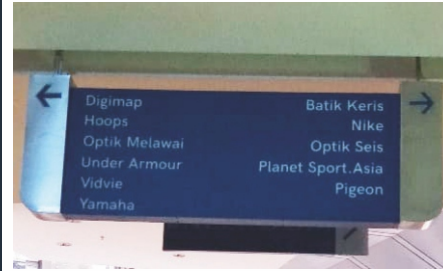 Digimap
Hoops
Optik Melawai
Under Armour
Vidvie
Yamaha
Batik Keris
Nike
Optik Seis
Planet Sport.Asia
Pigeon